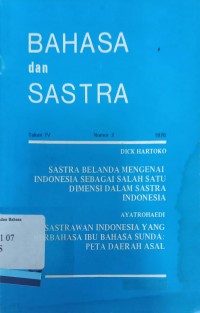 BAHASA
dan
SASTRA
Tahun IV Nomor 2
DICK HARTOKO
SASTRA BELANDA MENGENAI
INDONESIA SEBAGAI SALAH SATU
DIMENSI DALAM SASTRA
INDONESIA
AYATROHAEDI
SASTRAWAN INDONESIA YANG
BERBAHASA IBU BAHASA SUNDA:
PETA DAERAH ASAL